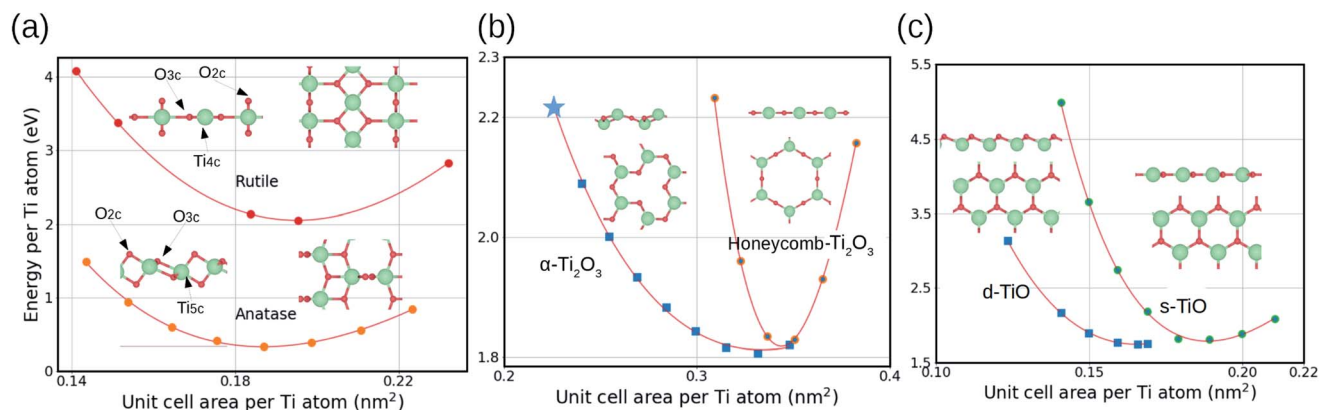 (a)
Energy per Ti atom (eV)
4
3
2
1
0
O3c
O2c
Ti4c
Rutile
O2c
O3c
Ti5c
Anatase
0.14
0.18
0.22
Unit cell area per Ti atom (nm²)
(b)
2.3
2.2
2.0
1.8
α-Ti₂O₃
Honeycomb-Ti₂O₃
0.2
0.3
0.4
Unit cell area per Ti atom (nm²)
(c)
5.5
4.5
3.5
2.5
1.5
d-TiO
s-TiO
0.10
0.15
0.20
0.22
Unit cell area per Ti atom (nm²)